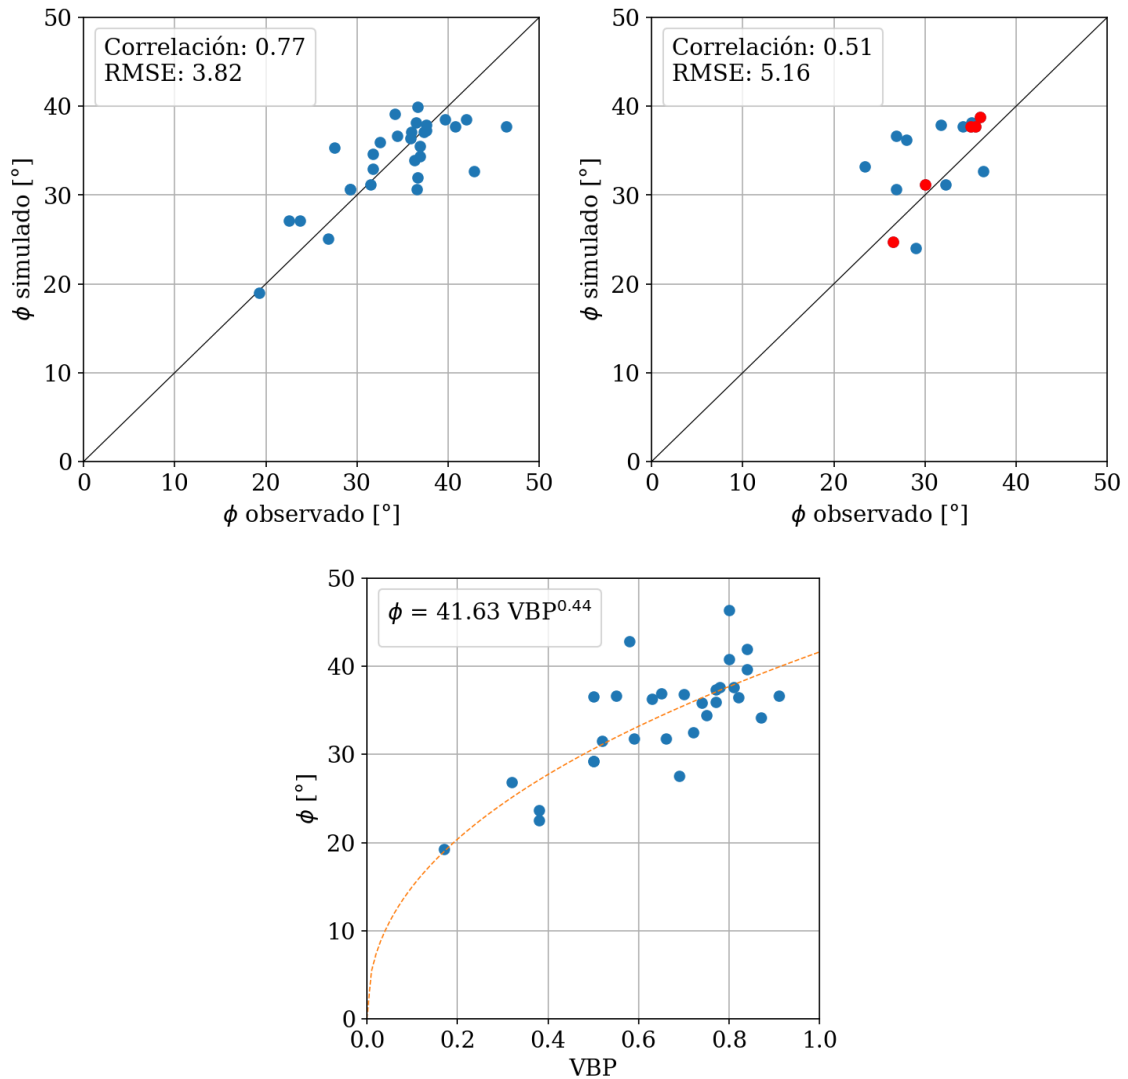 Correlación: 0.77
RMSE: 3.82
50
40
30
20
10
0
ϕ simulado [°]
0 10 20 30 40 50
ϕ observado [°]
Correlación: 0.51
RMSE: 5.16
50
40
30
20
10
0
ϕ simulado [°]
0 10 20 30 40 50
ϕ observado [°]
ϕ = 41.63 VBP^0.44
50
40
30
20
10
0
ϕ [°]
0.0 0.2 0.4 0.6 0.8 1.0
VBP